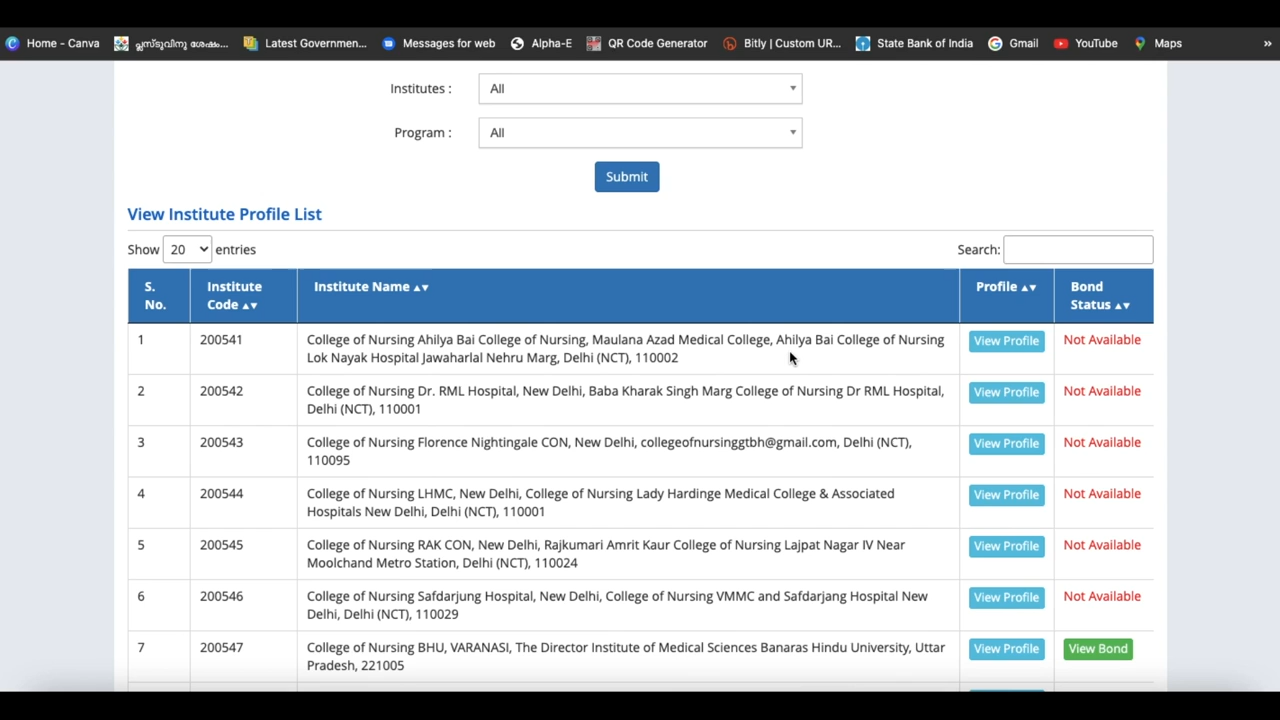 Home - Canva പ്ലസ്ടുവിനു ശേഷം... Latest Governmen... Messages for web Alpha-E QR Code Generator Bitly | Custom UR... State Bank of India Gmail YouTube Maps »
Institutes : All
Program : All
Submit
View Institute Profile List
Show 20 entries Search:
S. No. Institute Code ▲▼ Institute Name ▲▼ Profile ▲▼ Bond Status ▲▼
1 200541 College of Nursing Ahilya Bai College of Nursing, Maulana Azad Medical College, Ahilya Bai College of Nursing View Profile Not Available
Lok Nayak Hospital Jawaharlal Nehru Marg, Delhi (NCT), 110002
2 200542 College of Nursing Dr. RML Hospital, New Delhi, Baba Kharak Singh Marg College of Nursing Dr RML Hospital, View Profile Not Available
Delhi (NCT), 110001
3 200543 College of Nursing Florence Nightingale CON, New Delhi, collegeofnursinggtbh@gmail.com, Delhi (NCT), View Profile Not Available
110095
4 200544 College of Nursing LHMC, New Delhi, College of Nursing Lady Hardinge Medical College & Associated View Profile Not Available
Hospitals New Delhi, Delhi (NCT), 110001
5 200545 College of Nursing RAK CON, New Delhi, Rajkumari Amrit Kaur College of Nursing Lajpat Nagar IV Near View Profile Not Available
Moolchand Metro Station, Delhi (NCT), 110024
6 200546 College of Nursing Safdarjung Hospital, New Delhi, College of Nursing VMMC and Safdarjang Hospital New View Profile Not Available
Delhi, Delhi (NCT), 110029
7 200547 College of Nursing BHU, VARANASI, The Director Institute of Medical Sciences Banaras Hindu University, Uttar View Profile View Bond
Pradesh, 221005